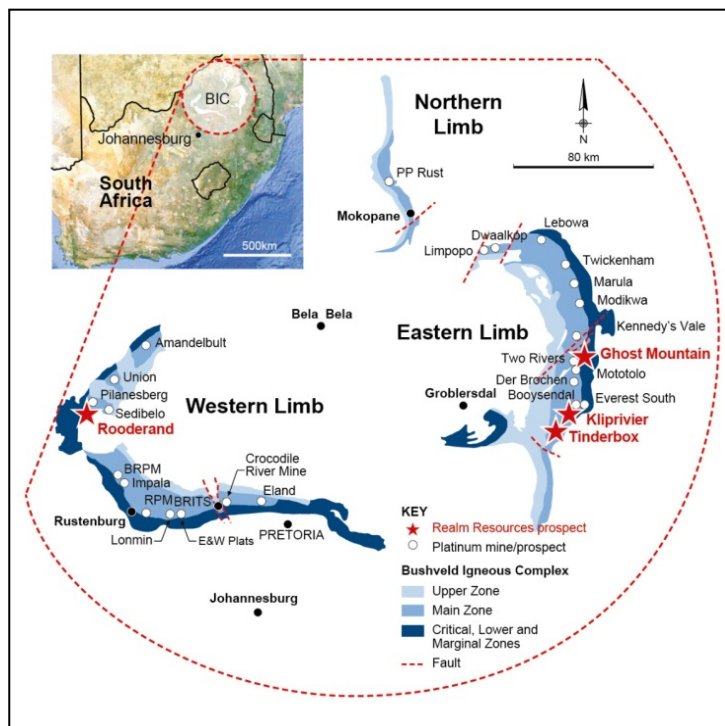 BIC
Johannesburg
South
Africa
500km
Northern
Limb
N
80 km
PP Rust
Mokopane
Lebowa
Dwaalkop
Limpopo
Twickenham
Marula
Modikwa
Kennedy's Vale
Bela Bela
Eastern Limb
Ghost Mountain
Two Rivers
Mototolo
Der Brochen
Booysendal
Groblersdal
Everest South
Kliprivier
Tinderbox
Amandelbult
Union
Pilanesberg
Sedibelo
Rooderand
Western Limb
Crocodile
River Mine
BRPM
Impala
RPM
BRITS
Eland
Rustenburg
Lonmin
E&W Plats
PRETORIA
Johannesburg
KEY
Realm Resources prospect
Platinum mine/prospect
Bushveld Igneous Complex
Upper Zone
Main Zone
Critical, Lower and
Marginal Zones
Fault